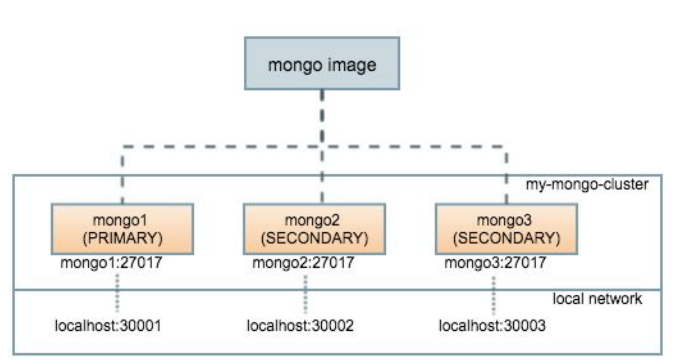 mongo image
my-mongo-cluster
mongo1
(PRIMARY)
mongo2
(SECONDARY)
mongo3
(SECONDARY)
mongo1:27017
mongo2:27017
mongo3:27017
local network
localhost:30001
localhost:30002
localhost:30003